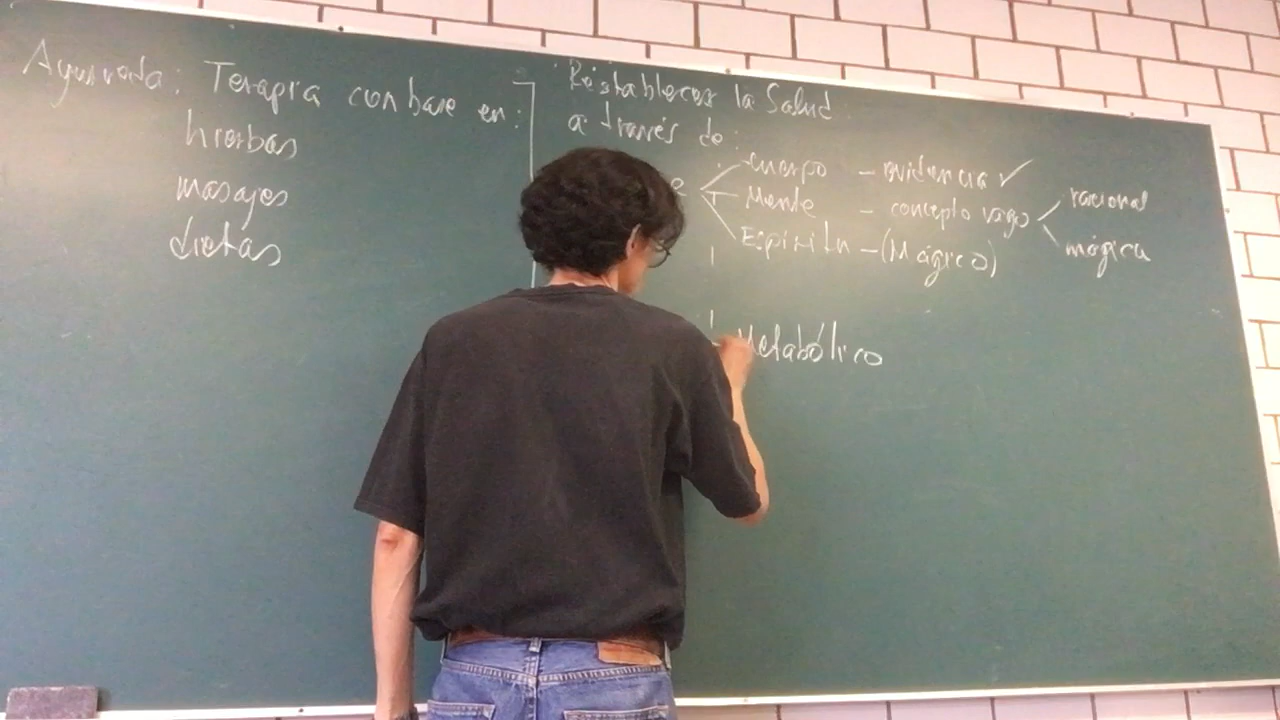 Ayurveda: Terapia con base en:
hierbas
masajes
dietas
Restablecer la Salud
a través de:
cuerpo - evidencia ✓
Mente - concepto vago
racional
mágica
Espíritu - (Mágico)
Metabólico